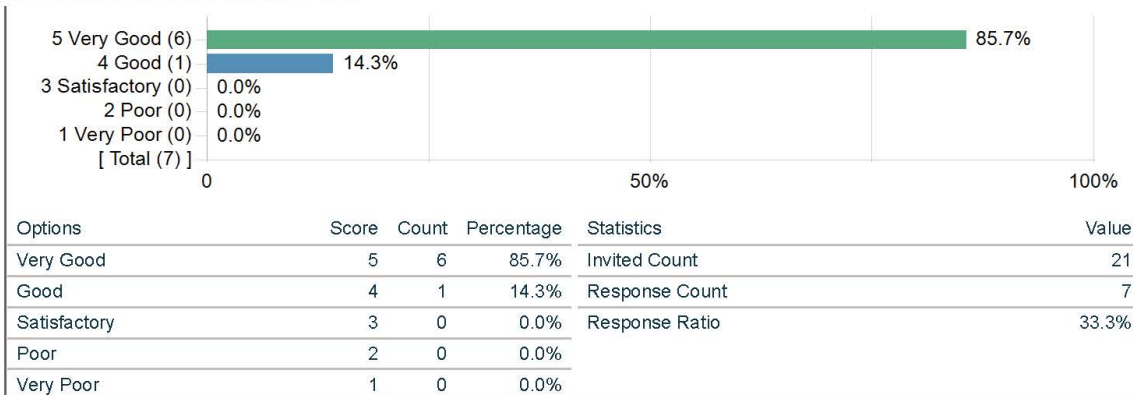 5 Very Good (6) 85.7%
4 Good (1) 14.3%
3 Satisfactory (0) 0.0%
2 Poor (0) 0.0%
1 Very Poor (0) 0.0%
[ Total (7) ]
0 50% 100%
Options Score Count Percentage
Very Good 5 6 85.7%
Good 4 1 14.3%
Satisfactory 3 0 0.0%
Poor 2 0 0.0%
Very Poor 1 0 0.0%
Statistics Value
Invited Count 21
Response Count 7
Response Ratio 33.3%